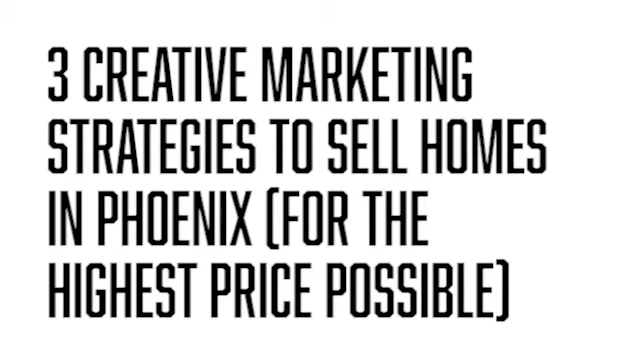 3 CREATIVE MARKETING
STRATEGIES TO SELL HOMES
IN PHOENIX (FOR THE
HIGHEST PRICE POSSIBLE)